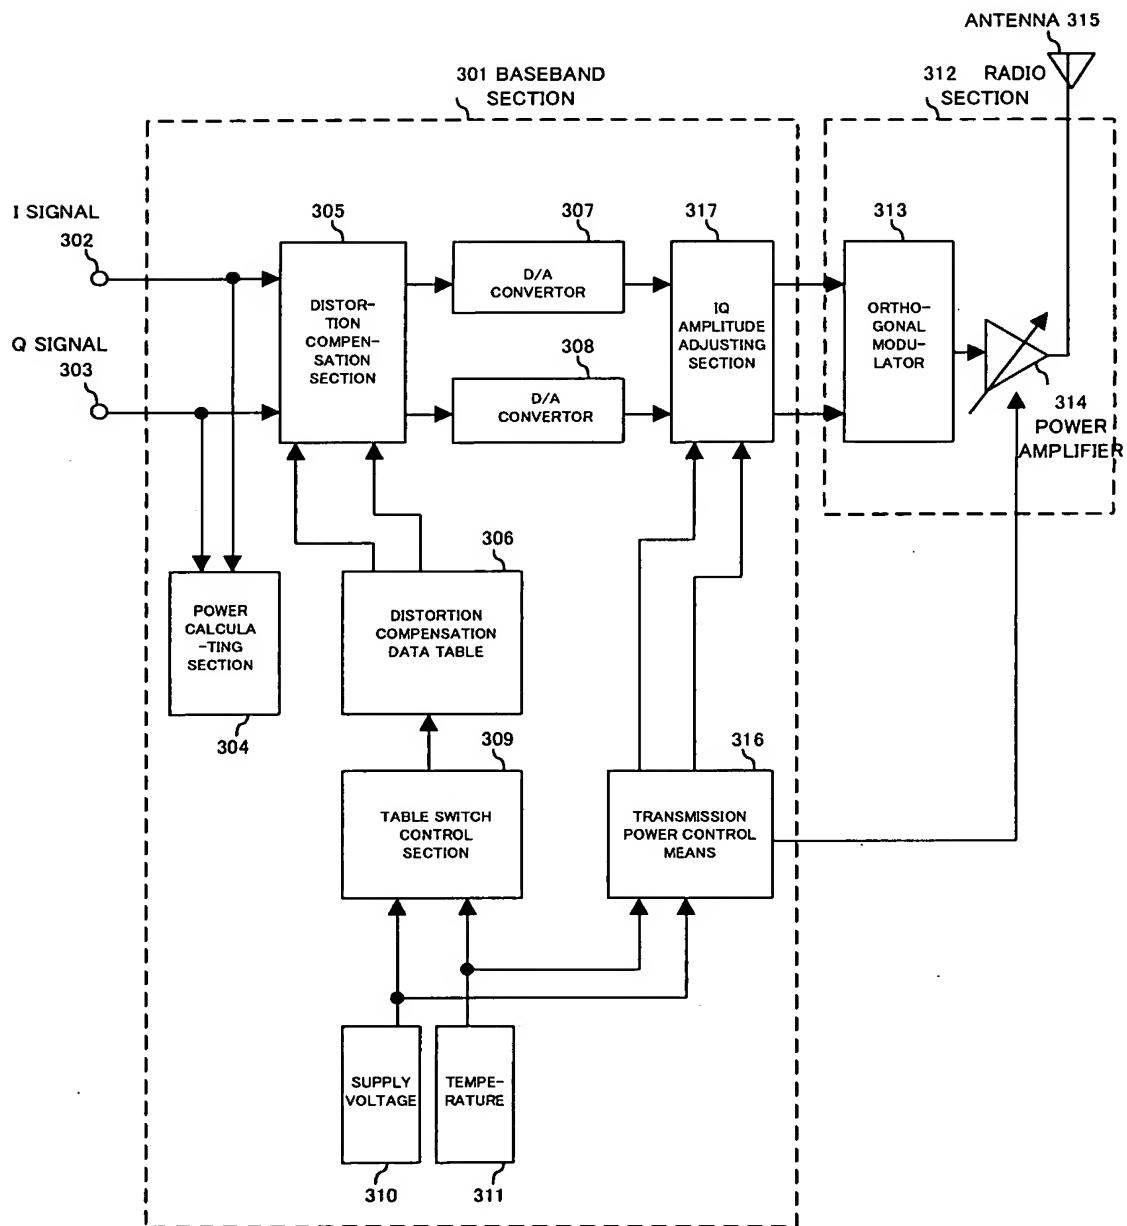 ANTENNA 315
301 BASEBAND
SECTION
312 RADIO
SECTION
I SIGNAL
302
305
307
317
313
DISTOR-
TION
COMPEN-
SATION
SECTION
D/A
CONVERTOR
IQ
AMPLITUDE
ADJUSTING
SECTION
ORTHO-
GONAL
MODU-
LATOR
Q SIGNAL
303
308
D/A
CONVERTOR
314 POWER
AMPLIFIER
306
POWER
CALCULA
-TING
SECTION
304
DISTORTION
COMPENSATION
DATA TABLE
309
316
TABLE SWITCH
CONTROL
SECTION
TRANSMISSION
POWER CONTROL
MEANS
SUPPLY
VOLTAGE
TEMPE-
RATURE
310
311